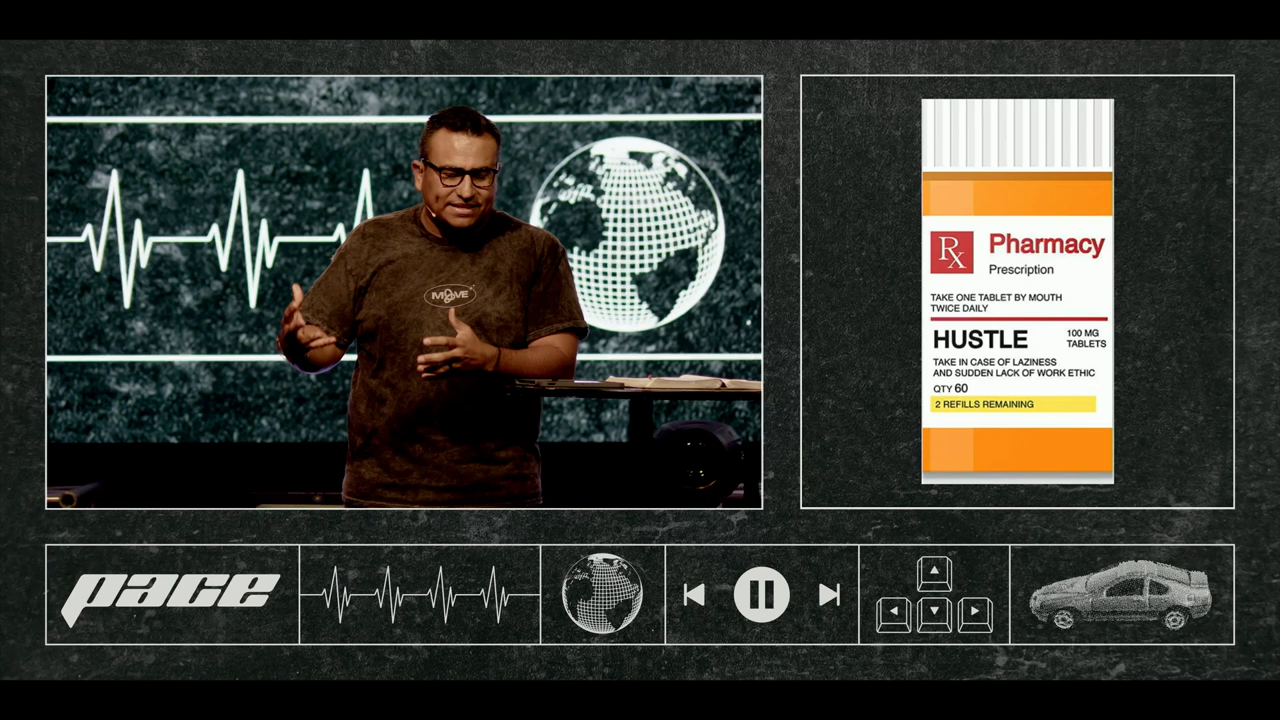 MOVE
Rx
Pharmacy
Prescription
TAKE ONE TABLET BY MOUTH
TWICE DAILY
HUSTLE
100 MG
TABLETS
TAKE IN CASE OF LAZINESS
AND SUDDEN LACK OF WORK ETHIC
QTY 60
2 REFILLS REMAINING
pace